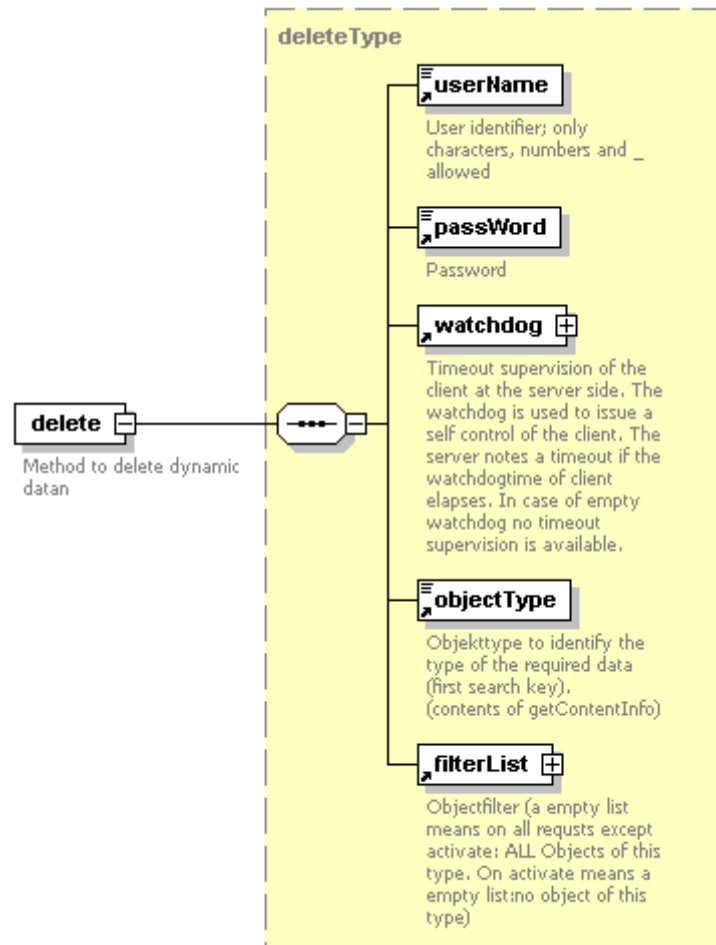 deleteType
userName
User identifier; only
characters, numbers and _
allowed
passWord
Password
watchdog
Timeout supervision of the
client at the server side. The
watchdog is used to issue a
self control of the client. The
server notes a timeout if the
watchdogtime of client
elapses. In case of empty
watchdog no timeout
supervision is available.
delete
Method to delete dynamic
datan
objectType
Objekttype to identify the
type of the required data
(first search key).
(contents of getContentInfo)
filterList
Objectfilter (a empty list
means on all requsts except
activate: ALL Objects of this
type. On activate means a
empty list:no object of this
type)